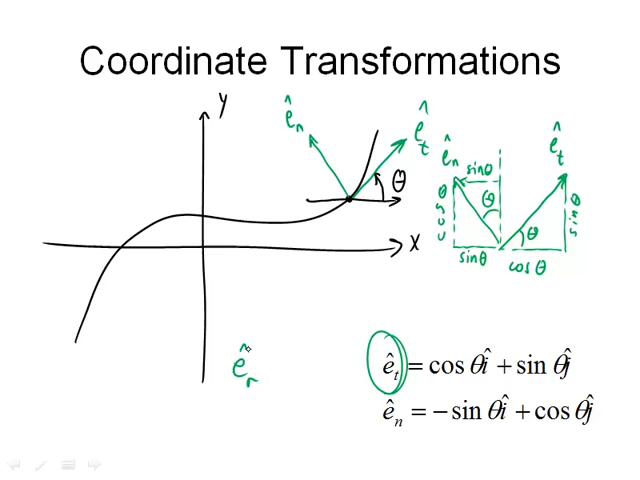 Coordinate Transformations
y
ê_n
ê_t
θ
x
ê_n
ê_t
sinθ
θ
cosθ
θ
sinθ
sinθ
cosθ
ê_r
ê_t = cos θî + sin θĵ
ê_n = − sin θî + cos θĵ